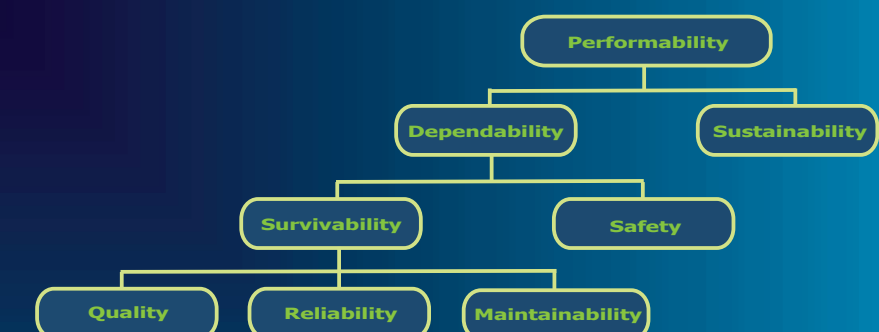 Performability
Dependability
Sustainability
Survivability
Safety
Quality
Reliability
Maintainability